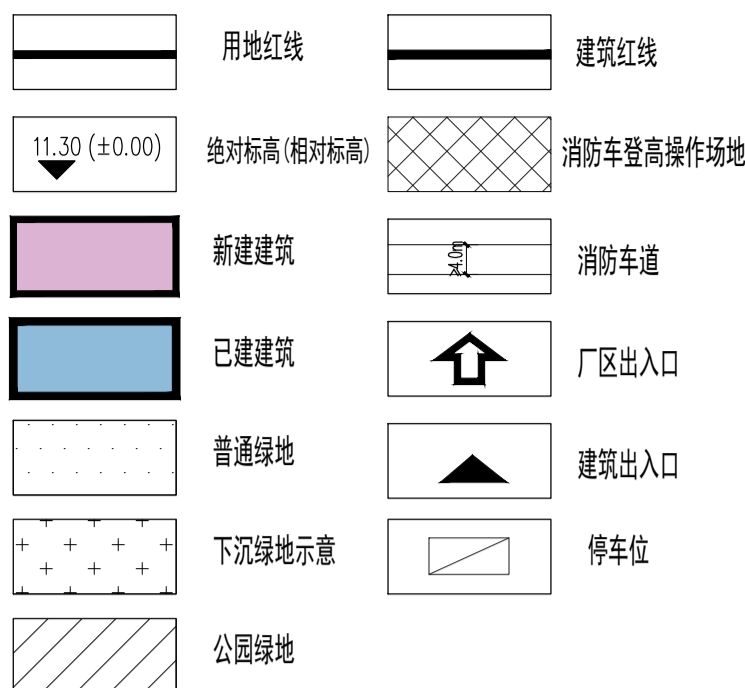 用地红线
建筑红线
11.30 (±0.00)
绝对标高(相对标高)
消防车登高操作场地
新建建筑
≥4.0m
消防车道
已建建筑
厂区出入口
普通绿地
建筑出入口
下沉绿地示意
停车位
公园绿地